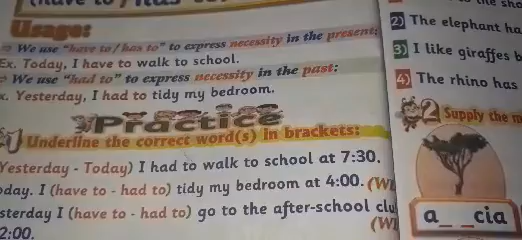 Usage:
We use "have to / has to" to express necessity in the present:
Ex. Today, I have to walk to school.
We use "had to" to express necessity in the past:
x. Yesterday, I had to tidy my bedroom.
Practice
1 Underline the correct word(s) in brackets:
Yesterday - Today) I had to walk to school at 7:30.
day. I (have to - had to) tidy my bedroom at 4:00. (W
sterday I (have to - had to) go to the after-school clu
2:00. (W
2) The elephant ha
3) I like giraffes b
4) The rhino has
2 Supply the m
a_ _cia